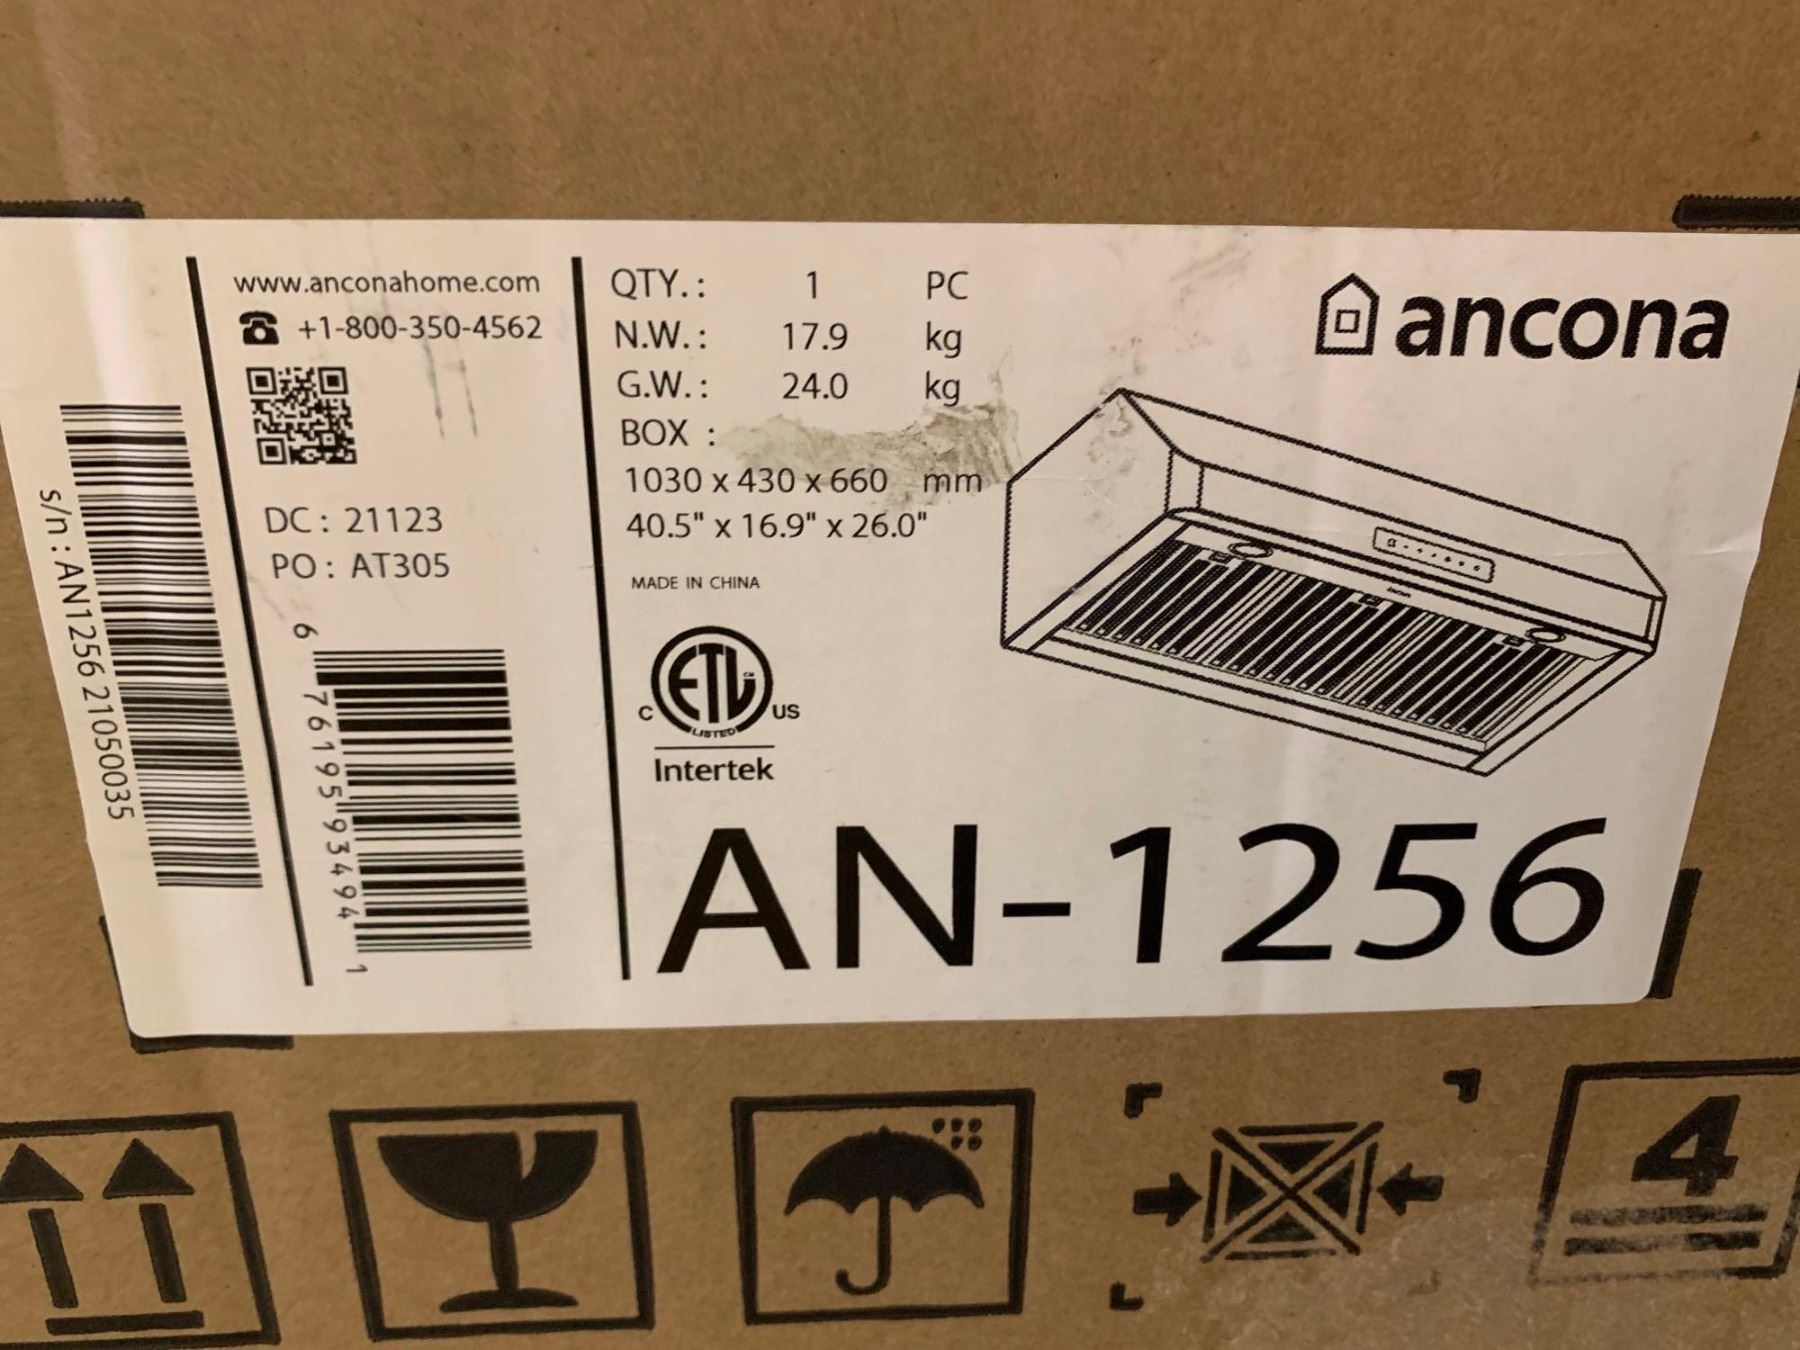 s/n : AN1256 21050035
www.anconahome.com
+1-800-350-4562
DC : 21123
PO : AT305
6 76195 93494 1
QTY. : 1 PC
N.W. : 17.9 kg
G.W. : 24.0 kg
BOX :
1030 x 430 x 660 mm
40.5" x 16.9" x 26.0"
MADE IN CHINA
ETL
C US
LISTED
Intertek
ancona
AN-1256
4